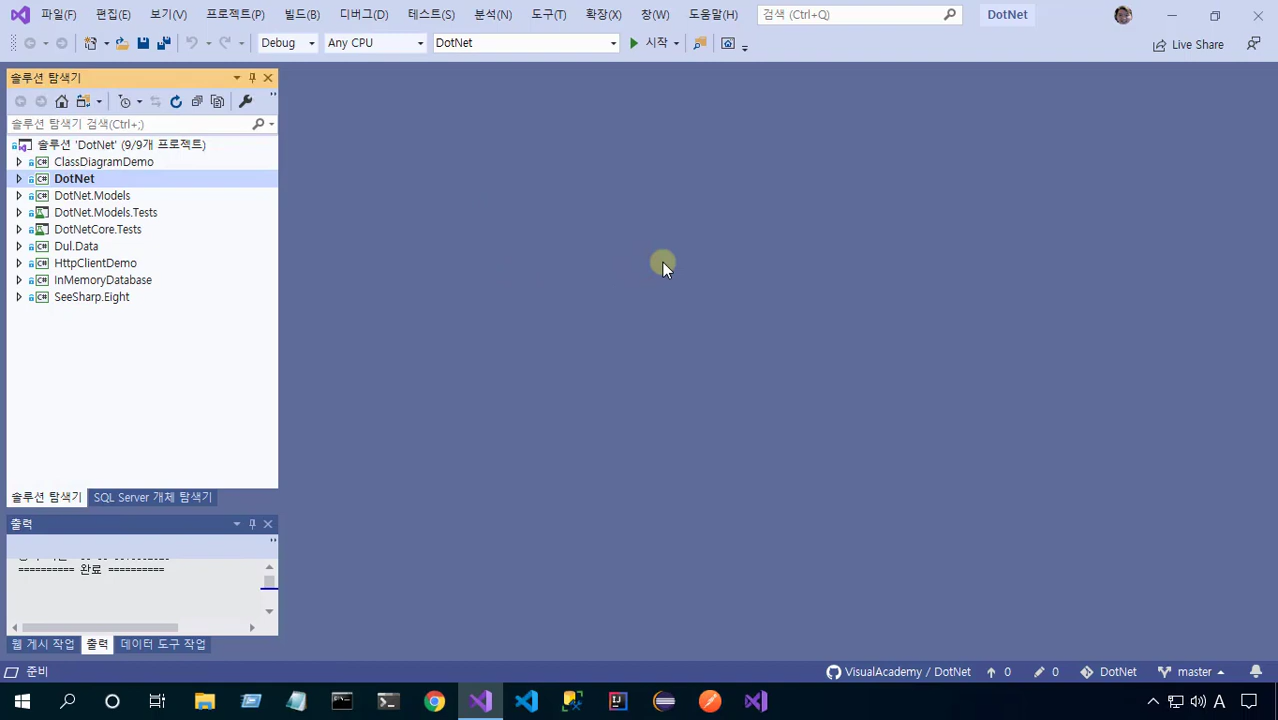 파일(F) 편집(E) 보기(V) 프로젝트(P) 빌드(B) 디버그(D) 테스트(S) 분석(N) 도구(T) 확장(X) 창(W) 도움말(H) 검색 (Ctrl+Q) DotNet
Debug Any CPU DotNet 시작 Live Share
솔루션 탐색기
솔루션 탐색기 검색(Ctrl+;)
솔루션 'DotNet' (9/9개 프로젝트)
ClassDiagramDemo
DotNet
DotNet.Models
DotNet.Models.Tests
DotNetCore.Tests
Dul.Data
HttpClientDemo
InMemoryDatabase
SeeSharp.Eight
솔루션 탐색기 SQL Server 개체 탐색기
출력
========== 완료 ==========
웹 게시 작업 출력 데이터 도구 작업
준비 VisualAcademy / DotNet 0 0 DotNet master
A